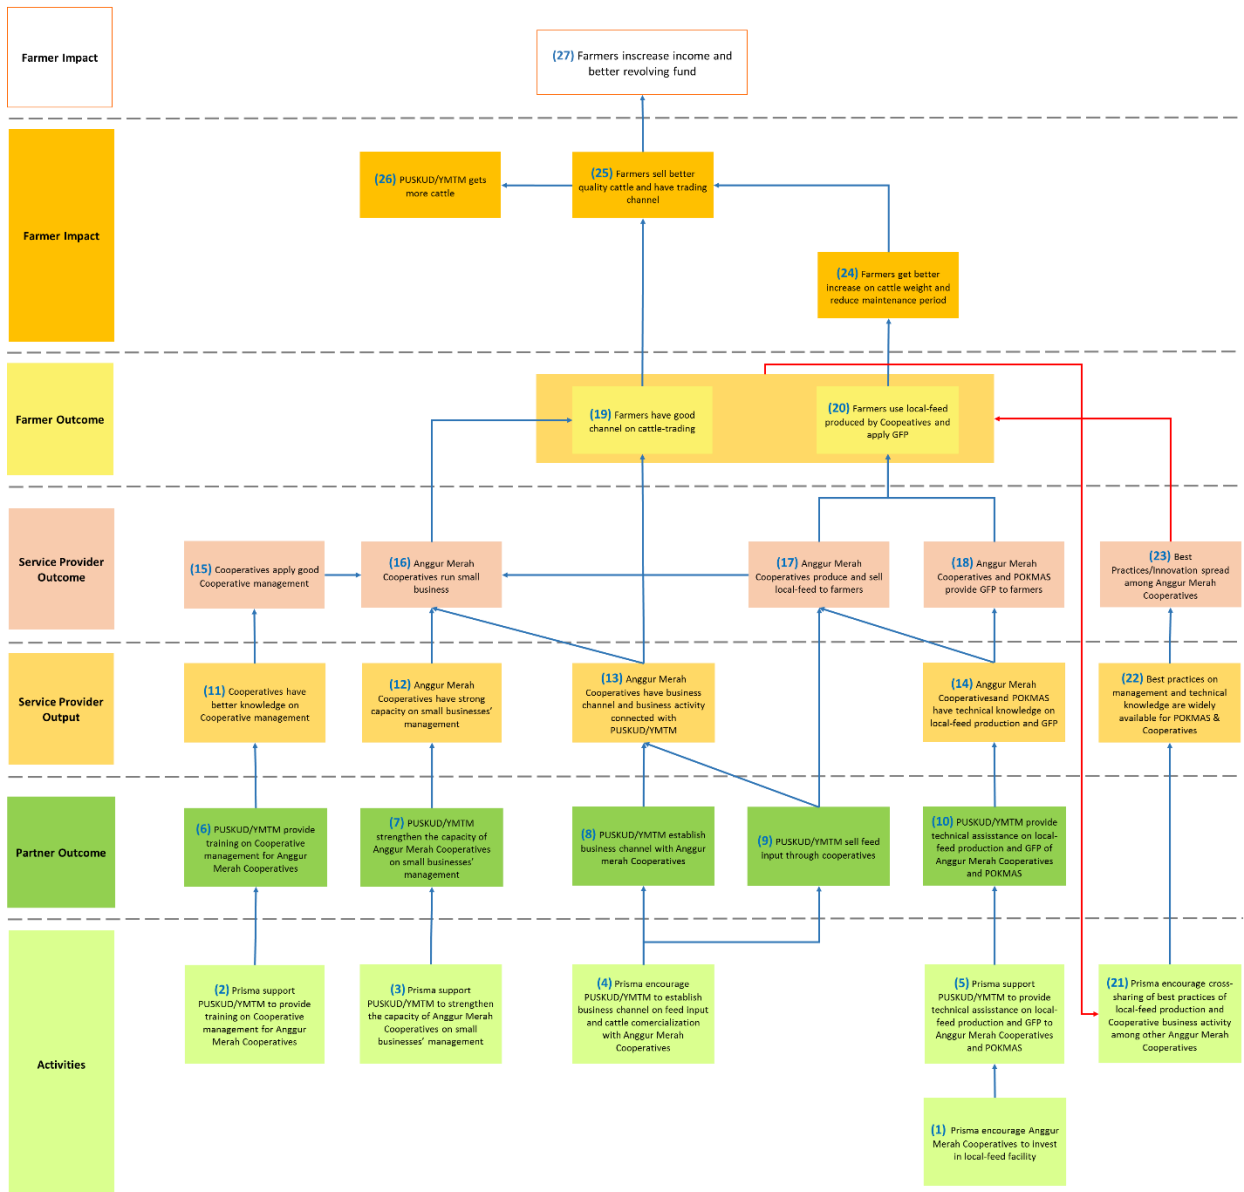 Farmer Impact
(27) Farmers inscrease income and
better revolving fund
Farmer Impact
(26) PUSKUD/YMTM gets
more cattle
(25) Farmers sell better
quality cattle and have trading
channel
(24) Farmers get better
increase on cattle weight and
reduce maintenance period
Farmer Outcome
(19) Farmers have good
channel on cattle-trading
(20) Farmers use local-feed
produced by Coopeatives and
apply GFP
Service Provider
Outcome
(15) Cooperatives apply good
Cooperative management
(16) Anggur Merah
Cooperatives run small
business
(17) Anggur Merah
Cooperatives produce and sell
local-feed to farmers
(18) Anggur Merah
Cooperatives and POKMAS
provide GFP to farmers
(23) Best
Practices/Innovation spread
among Anggur Merah
Cooperatives
Service Provider
Output
(11) Cooperatives have
better knowledge on
Cooperative management
(12) Anggur Merah
Cooperatives have strong
capacity on small businesses'
management
(13) Anggur Merah
Cooperatives have business
channel and business activity
connected with
PUSKUD/YMTM
(14) Anggur Merah
Cooperativesand POKMAS
have technical knowledge on
local-feed production and GFP
(22) Best practices on
management and technical
knowledge are widely
available for POKMAS &
Cooperatives
Partner Outcome
(6) PUSKUD/YMTM provide
training on Cooperative
management for Anggur
Merah Cooperatives
(7) PUSKUD/YMTM
strengthen the capacity of
Anggur Merah Cooperatives
on small businesses'
management
(8) PUSKUD/YMTM establish
business channel with Anggur
merah Cooperatives
(9) PUSKUD/YMTM sell feed
Input through cooperatives
(10) PUSKUD/YMTM provide
technical assisstance on local-
feed production and GFP of
Anggur Merah Cooperatives
and POKMAS
Activities
(2) Prisma support
PUSKUD/YMTM to provide
training on Cooperative
management for Anggur
Merah Cooperatives
(3) Prisma support
PUSKUD/YMTM to strengthen
the capacity of Anggur Merah
Cooperatives on small
businesses' management
(4) Prisma encourage
PUSKUD/YMTM to establish
business channel on feed input
and cattle comercialization
with Anggur Merah
Cooperatives
(5) Prisma support
PUSKUD/YMTM to provide
technical assistance on local-
feed production and GFP to
Anggur Merah Cooperatives
and POKMAS
(21) Prisma encourage cross-
sharing of best practices of
local-feed production and
Cooperative business activity
among other Anggur Merah
Cooperatives
(1) Prisma encourage Anggur
Merah Cooperatives to invest
in local-feed facility